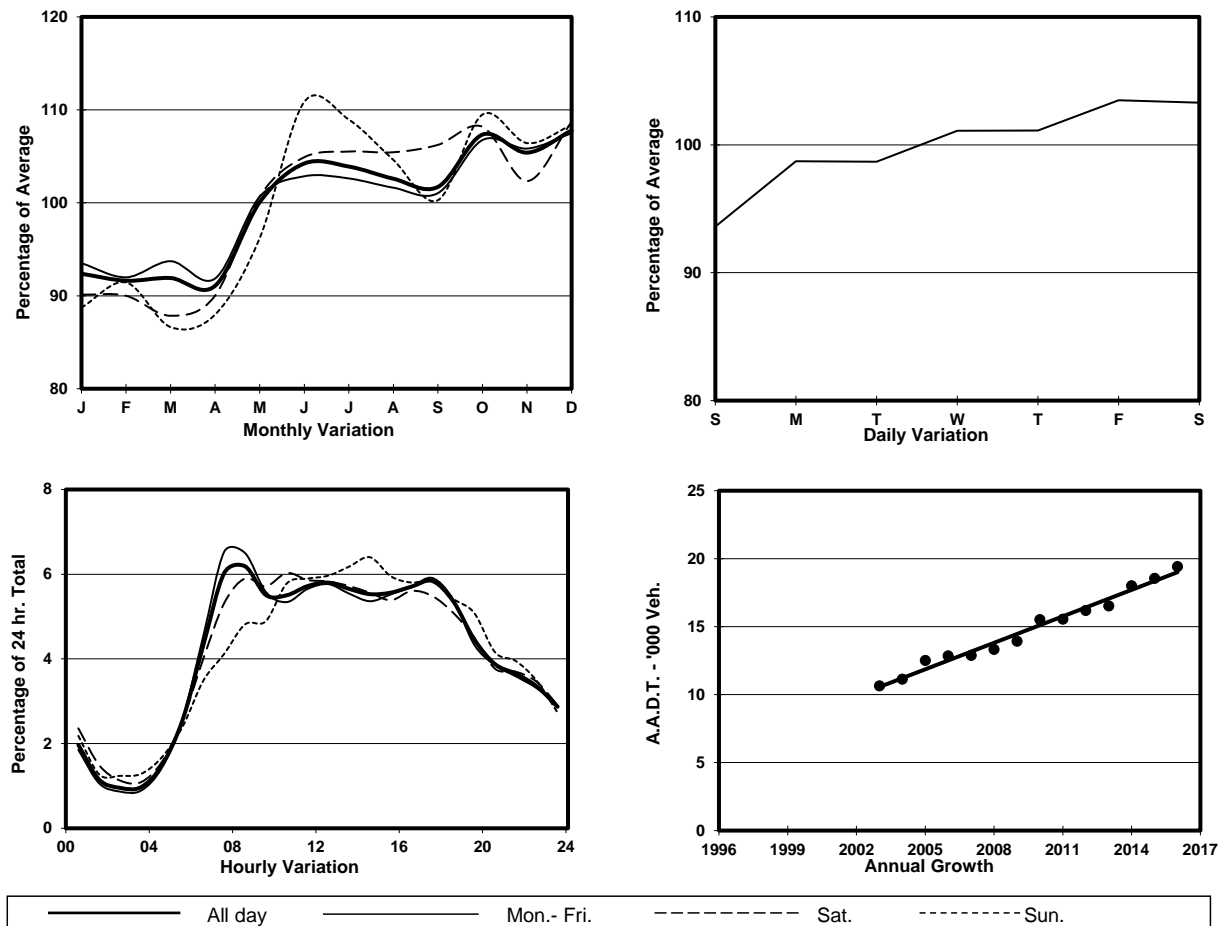 120
110
100
90
80
Percentage of Average
J F M A M J J A S O N D
Monthly Variation
110
100
90
80
Percentage of Average
S M T W T F S
Daily Variation
8
6
4
2
0
Percentage of 24 hr. Total
00 04 08 12 16 20 24
Hourly Variation
25
20
15
10
5
0
A.A.D.T. - '000 Veh.
1996 1999 2002 2005 2008 2011 2014 2017
Annual Growth
All day Mon.- Fri. Sat. Sun.